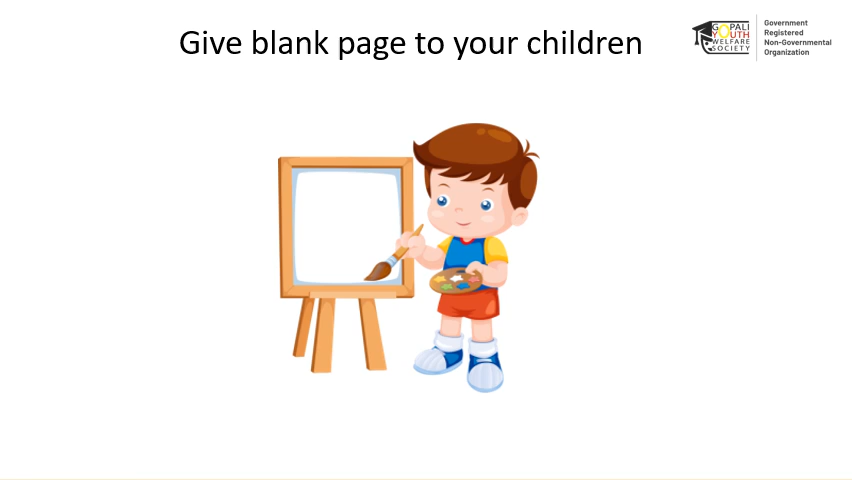 Give blank page to your children
GOPALI
YOUTH
WELFARE
SOCIETY
Government
Registered
Non-Governmental
Organization